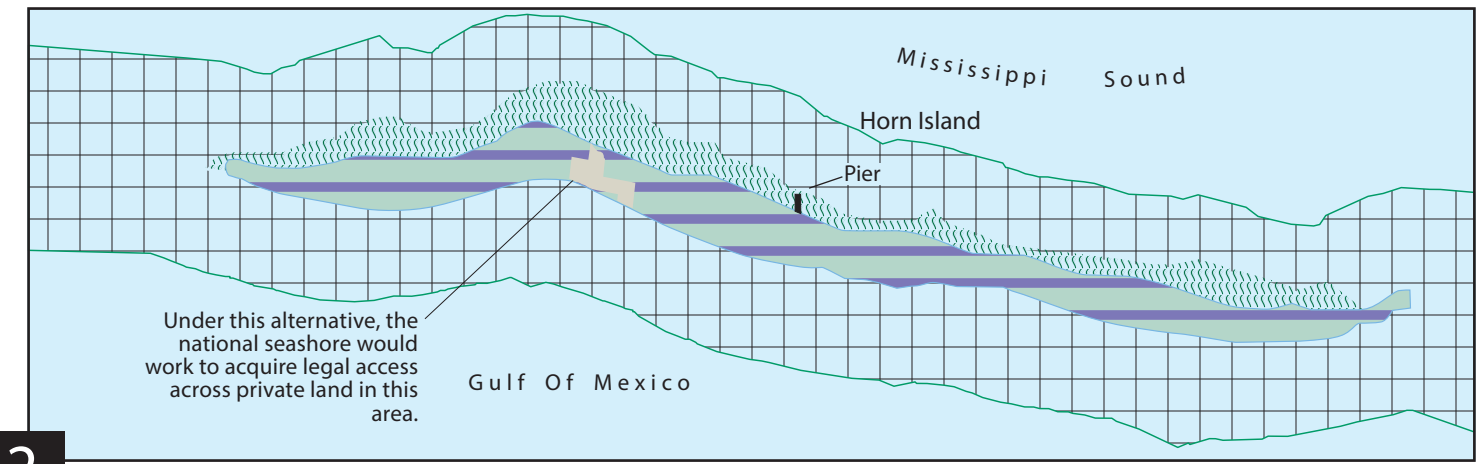 Mississippi Sound
Horn Island
Pier
Under this alternative, the
national seashore would
work to acquire legal access
across private land in this
area.
Gulf Of Mexico
2